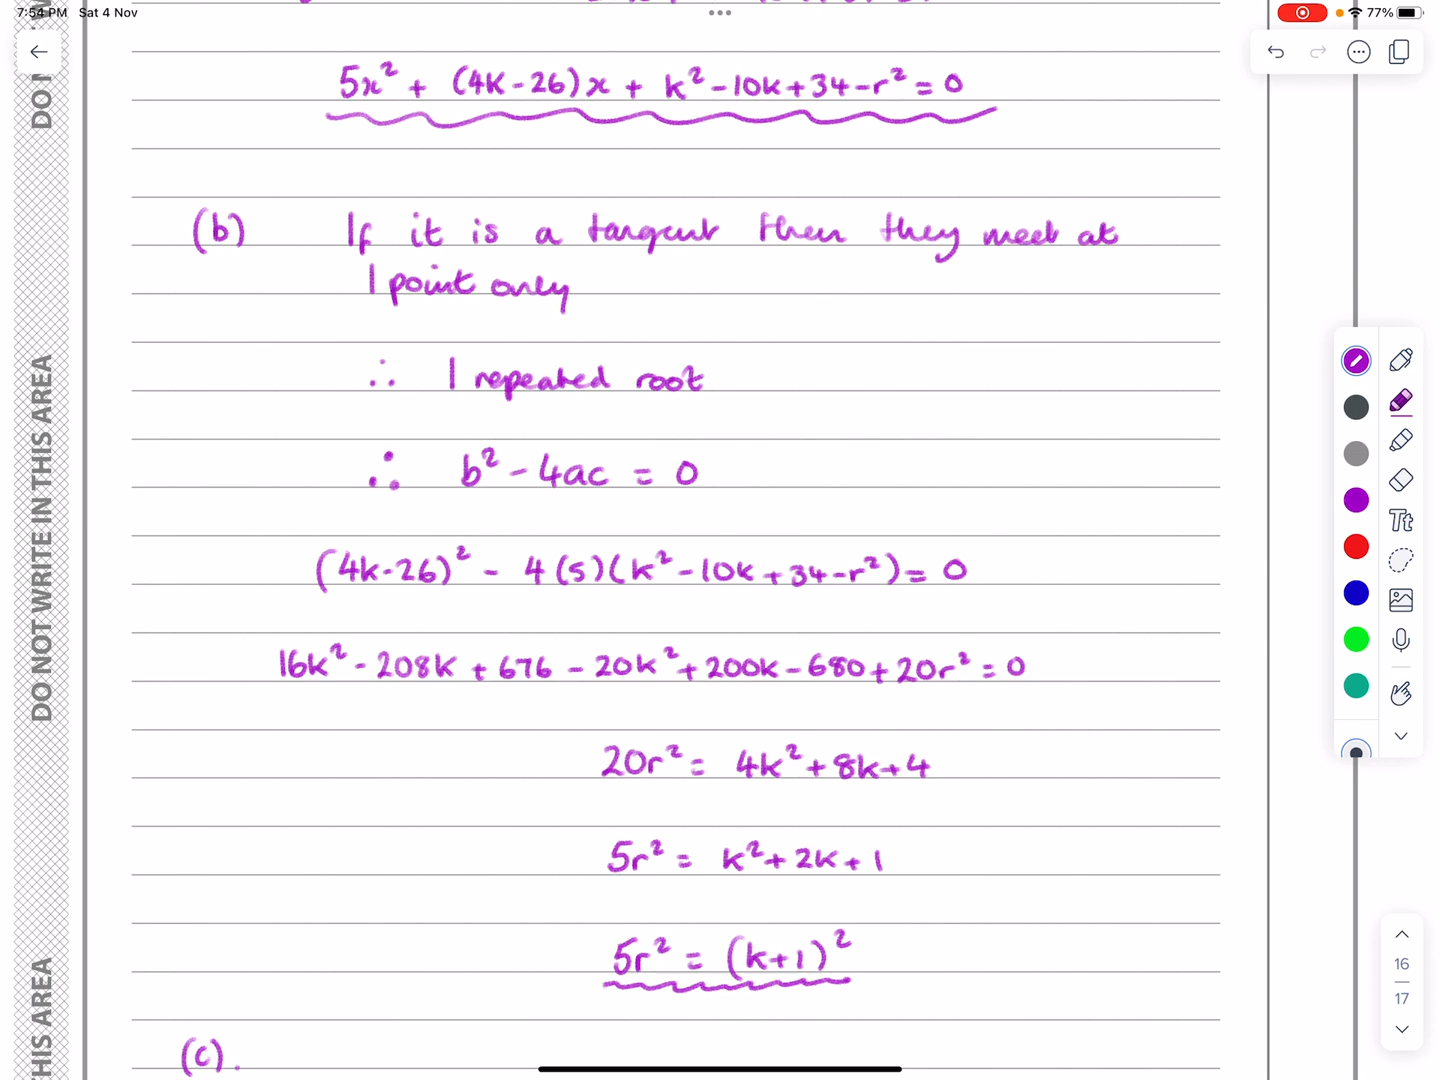 7:54 PM Sat 4 Nov
77%
5x² + (4k-26)x + k²-10k+34-r² = 0
(b) If it is a tangent then they meet at
1 point only
∴ 1 repeated root
∴ b² - 4ac = 0
(4k-26)² - 4(5)(k²-10k+34-r²) = 0
16k² - 208k + 676 - 20k² + 200k - 680 + 20r² = 0
20r² = 4k² + 8k + 4
5r² = k² + 2k + 1
5r² = (k+1)²
(c).
DO NOT WRITE IN THIS AREA
THIS AREA
Tt
16
17